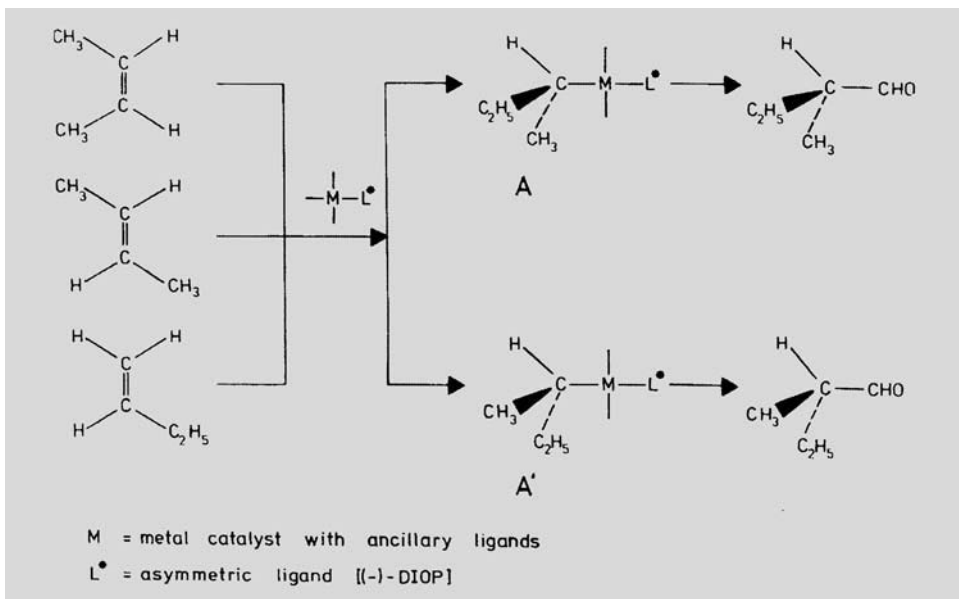 CH₃ H
C
C
CH₃ H
CH₃ H
C
C
H CH₃
H H
C
C
H C₂H₅
M L*
H
C M L*
C₂H₅
CH₃
A
H
C CHO
C₂H₅
CH₃
H
C M L*
CH₃
C₂H₅
A'
H
C CHO
CH₃
C₂H₅
M = metal catalyst with ancillary ligands
L* = asymmetric ligand [(-)-DIOP]